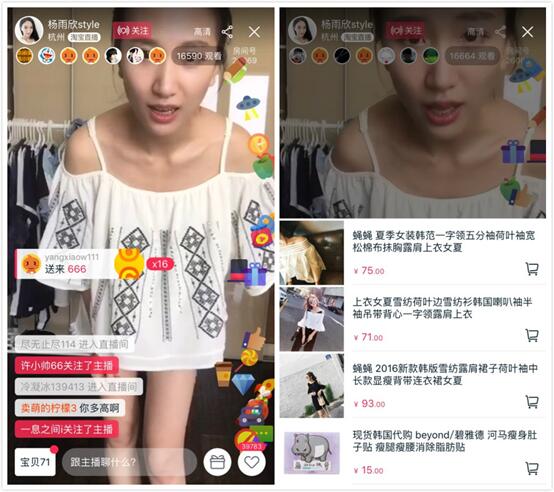 杨雨欣style
杭州 淘宝直播
关注
高清
16590 观看
房间号
yangxiaow111
送来 666
x16
尽无止尽114 进入直播间
许小帅66关注了主播
冷凝冰139413 进入直播间
卖萌的柠檬3 你多高啊
一息之间i关注了主播
宝贝71
跟主播聊什么?
39783
杨雨欣style
杭州 淘宝直播
关注
高清
16664 观看
房间号
蝇蝇 夏季女装韩范一字领五分袖荷叶袖宽
松棉布抹胸露肩上衣女夏
¥ 75.00
上衣女夏雪纺荷叶边雪纺衫韩国喇叭袖半
袖吊带背心一字领露肩上衣
¥ 71.00
蝇蝇 2016新款韩版雪纺露肩裙子荷叶袖中
长款显瘦背带连衣裙女夏
¥ 93.00
现货韩国代购 beyond/碧雅德 河马瘦身肚
子贴 瘦腿瘦腰消除脂肪贴
¥ 15.00